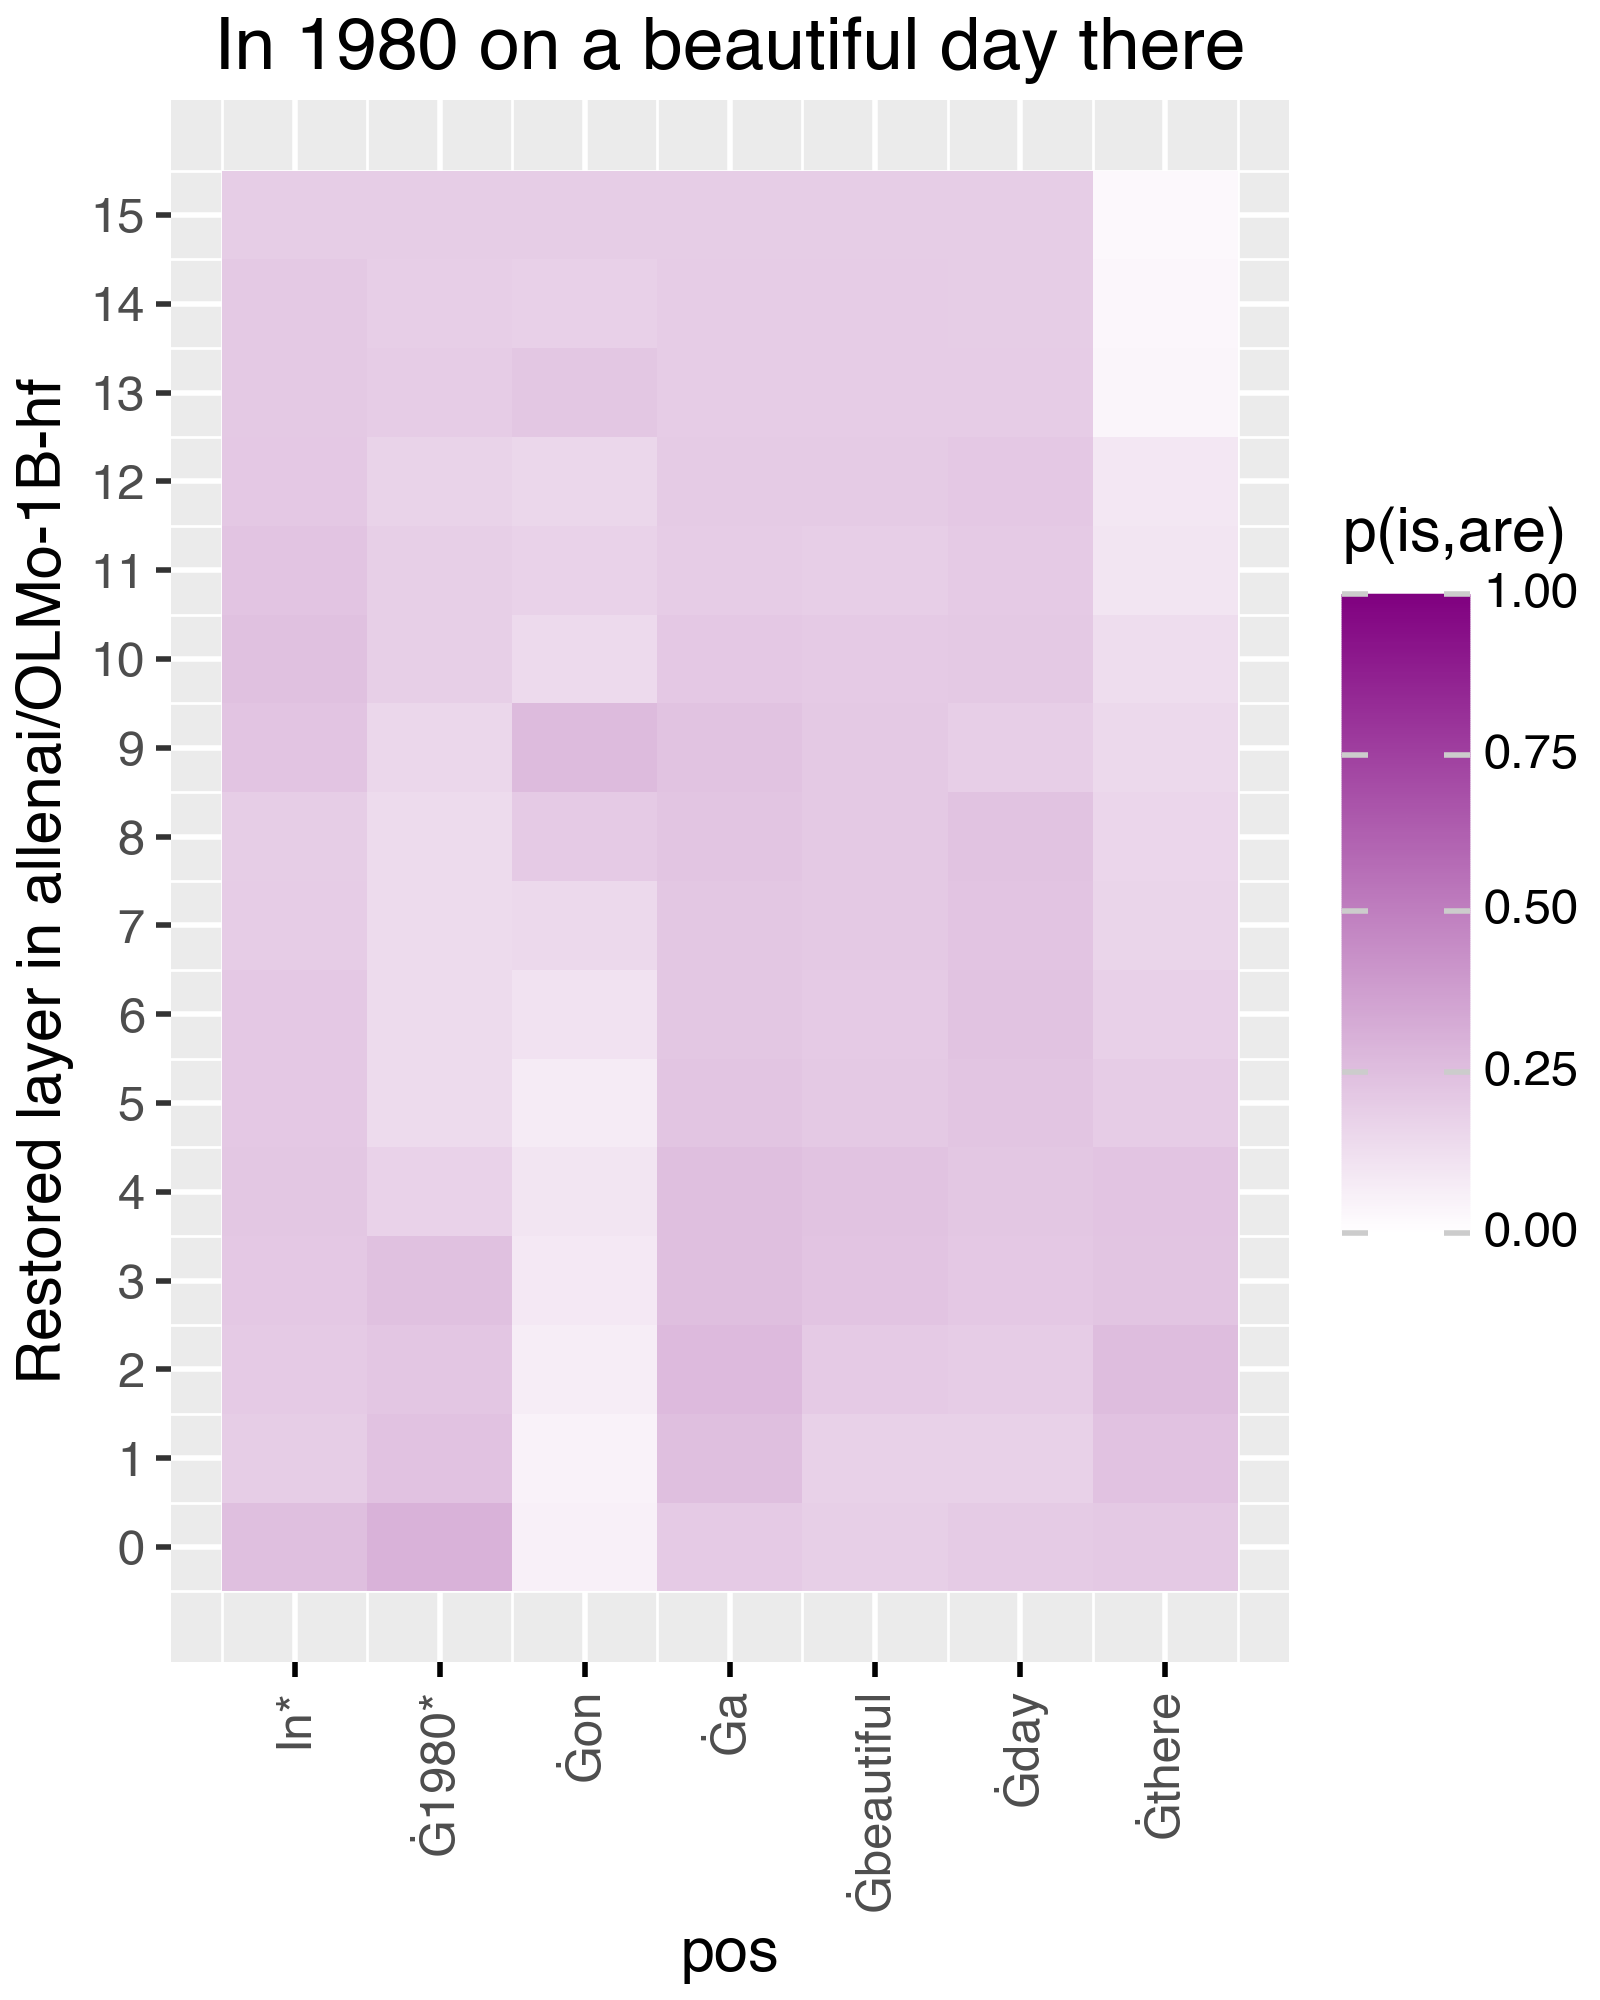 In 1980 on a beautiful day there
Restored layer in allenai/OLMo-1B-hf
15
14
13
12
11
10
9
8
7
6
5
4
3
2
1
0
In*
Ġ1980*
Ġon
Ġa
Ġbeautiful
Ġday
Ġthere
pos
p(is,are)
1.00
0.75
0.50
0.25
0.00